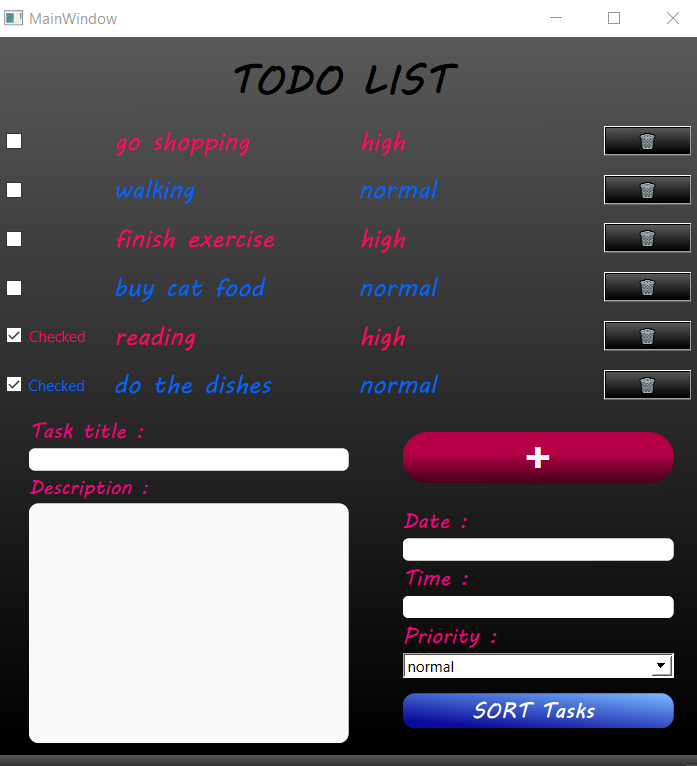 MainWindow
TODO LIST
go shopping high
walking normal
finish exercise high
buy cat food normal
Checked reading high
Checked do the dishes normal
Task title :
+
Description :
Date :
Time :
Priority :
normal
SORT Tasks